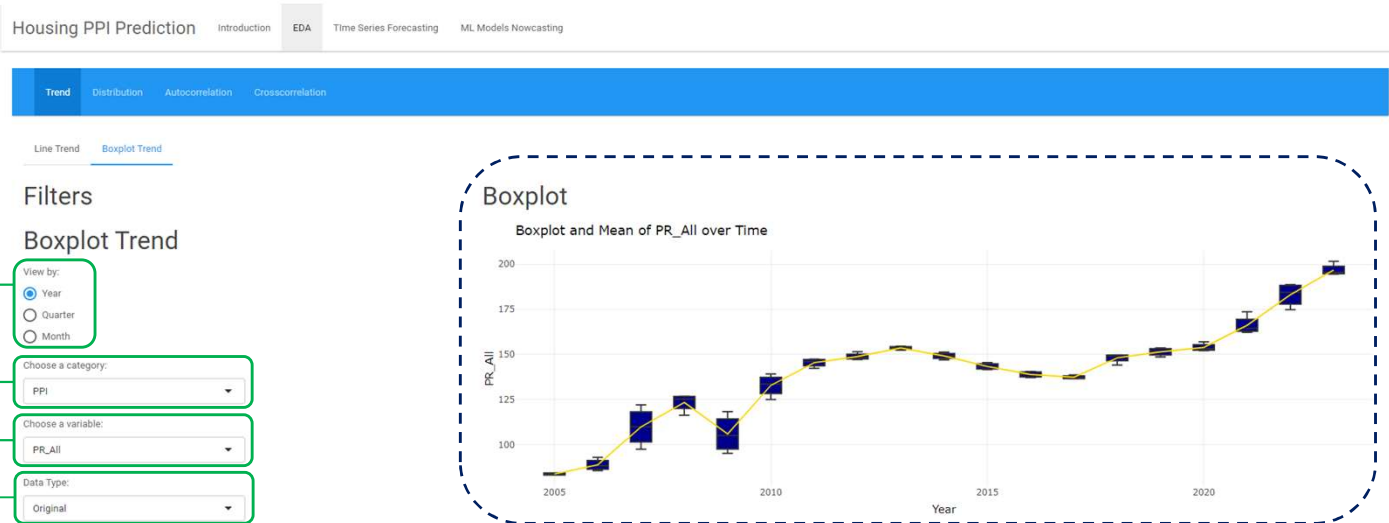 Housing PPI Prediction Introduction EDA TIme Series Forecasting ML Models Nowcasting
Trend Distribution Autocorrelation Crosscorrelation
Line Trend Boxplot Trend
Filters
Boxplot Trend
View by:
Year
Quarter
Month
Choose a category:
PPI
Choose a variable:
PR_All
Data Type:
Original
Boxplot
Boxplot and Mean of PR_All over Time
200
175
150
125
100
PR_All
2005 2010 2015 2020
Year